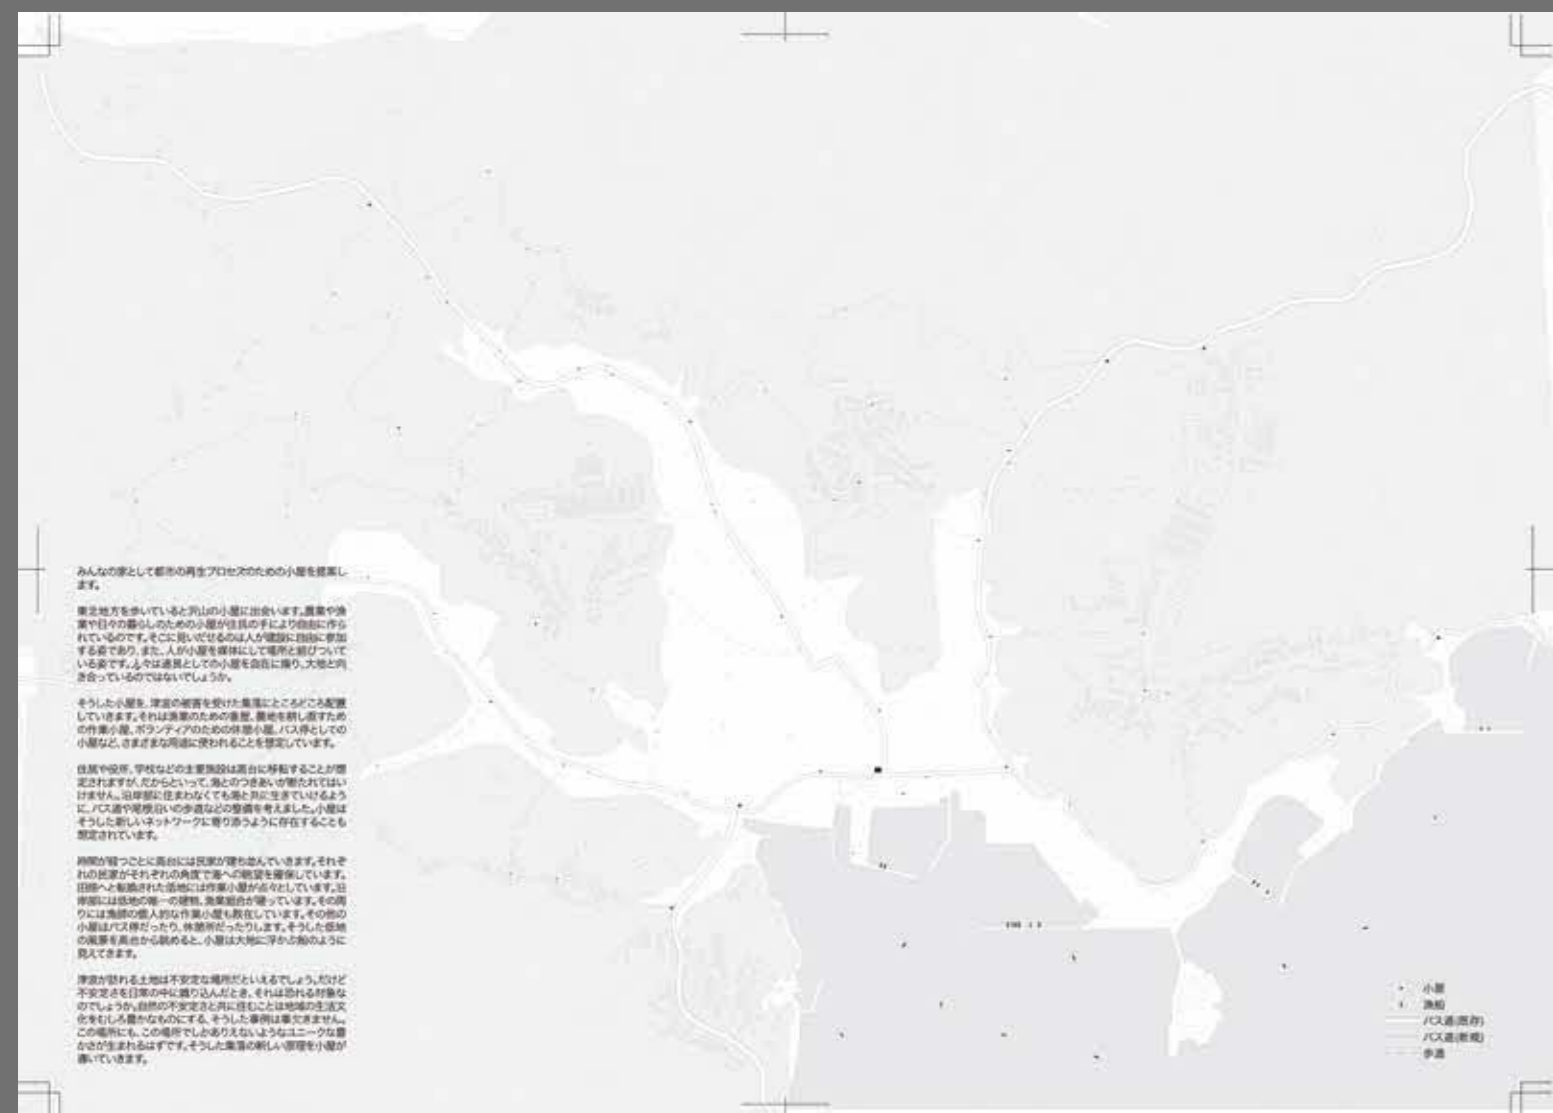 みんなの家として都市の再生プロセスのための小屋を提案し
ます。
東北地方を歩いていると沢山の小屋に出会います。農業や漁
業や日々の暮らしのための小屋が住民の手により自由に作ら
れているのです。そこに見いだせるのは人が建設に自由に参加
する姿であり、また、人が小屋を媒体にして場所と結びついて
いる姿です。人々は道具としての小屋を自在に操り、大地と向
き合っているのではないでしょうか。
そうした小屋を、津波の被害を受けた集落にところどころ配置
していきます。それは漁業のための番屋、農地を耕し直すため
の作業小屋、ボランティアのための休憩小屋、バス停としての
小屋など、さまざまな用途に使われることを想定しています。
住居や役所、学校などの主要施設は高台に移転することが想
定されますが、だからといって、海とのつきあいが断たれてはい
けません。沿岸部に住まわなくても海と共に生きていけるよう
に、バス道や尾根沿いの歩道などの整備を考えました。小屋は
そうした新しいネットワークに寄り添うように存在することも
想定されています。
時間が経つごとに高台には民家が建ち並んでいきます。それぞ
れの民家がそれぞれの角度で海への眺望を確保しています。
田畑へと転換された低地には作業小屋が点々としています。沿
岸部には低地の唯一の建物、漁業組合が建っています。その周
りには漁師の個人的な作業小屋も散在しています。その他の
小屋はバス停だったり、休憩所だったりします。そうした低地
の風景を高台から眺めると、小屋は大地に浮かぶ船のように
見えてきます。
津波が訪れる土地は不安定な場所だといえるでしょう。だけど
不安定さを日常の中に織り込んだとき、それは恐れる対象な
のでしょうか。自然の不安定さと共に住むことは地域の生活文
化をむしろ豊かなものにする、そうした事例は事欠きません。
この場所にも、この場所でしかありえないようなユニークな豊
かさが生まれるはずです。そうした集落の新しい原理を小屋が
導いていきます。
小屋
漁船
バス道(既存)
バス道(新規)
歩道